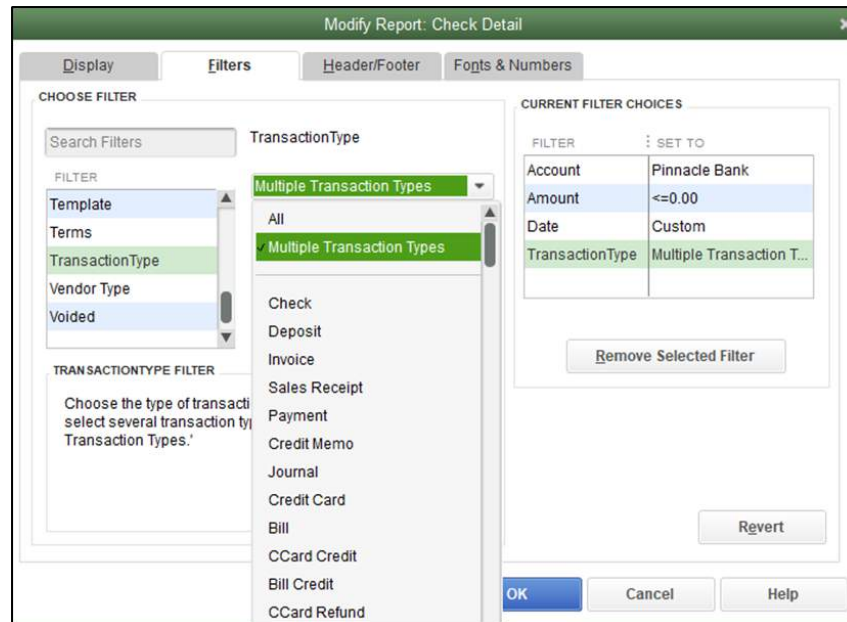 Modify Report: Check Detail
Display
Filters
Header/Footer
Fonts & Numbers
CHOOSE FILTER
Search Filters
TransactionType
FILTER
Template
Terms
TransactionType
Vendor Type
Voided
Multiple Transaction Types
All
✓ Multiple Transaction Types
Check
Deposit
Invoice
Sales Receipt
Payment
Credit Memo
Journal
Credit Card
Bill
CCard Credit
Bill Credit
CCard Refund
TRANSACTIONTYPE FILTER
Choose the type of transacti
select several transaction ty
Transaction Types.'
CURRENT FILTER CHOICES
FILTER SET TO
Account Pinnacle Bank
Amount <=0.00
Date Custom
TransactionType Multiple Transaction T...
Remove Selected Filter
Revert
OK
Cancel
Help